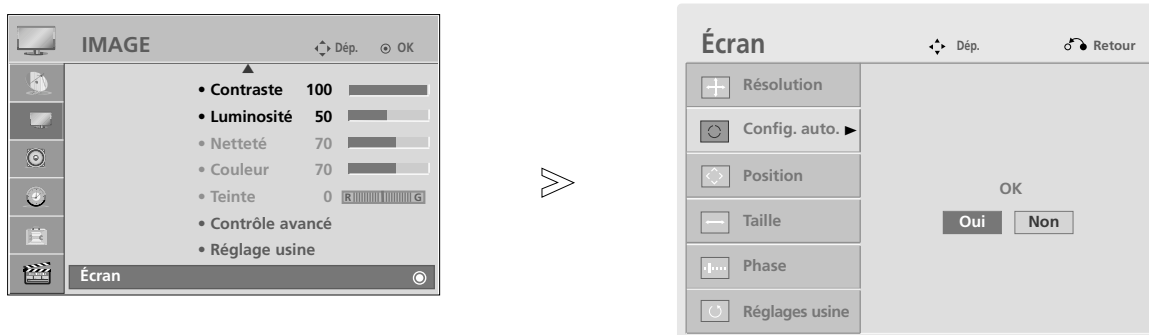 IMAGE
Dép.
OK
• Contraste 100
• Luminosité 50
• Netteté 70
• Couleur 70
• Teinte 0 R G
• Contrôle avancé
• Réglage usine
Écran
Écran
Dép.
Retour
Résolution
Config. auto.
Position
Taille
Phase
Réglages usine
OK
Oui Non